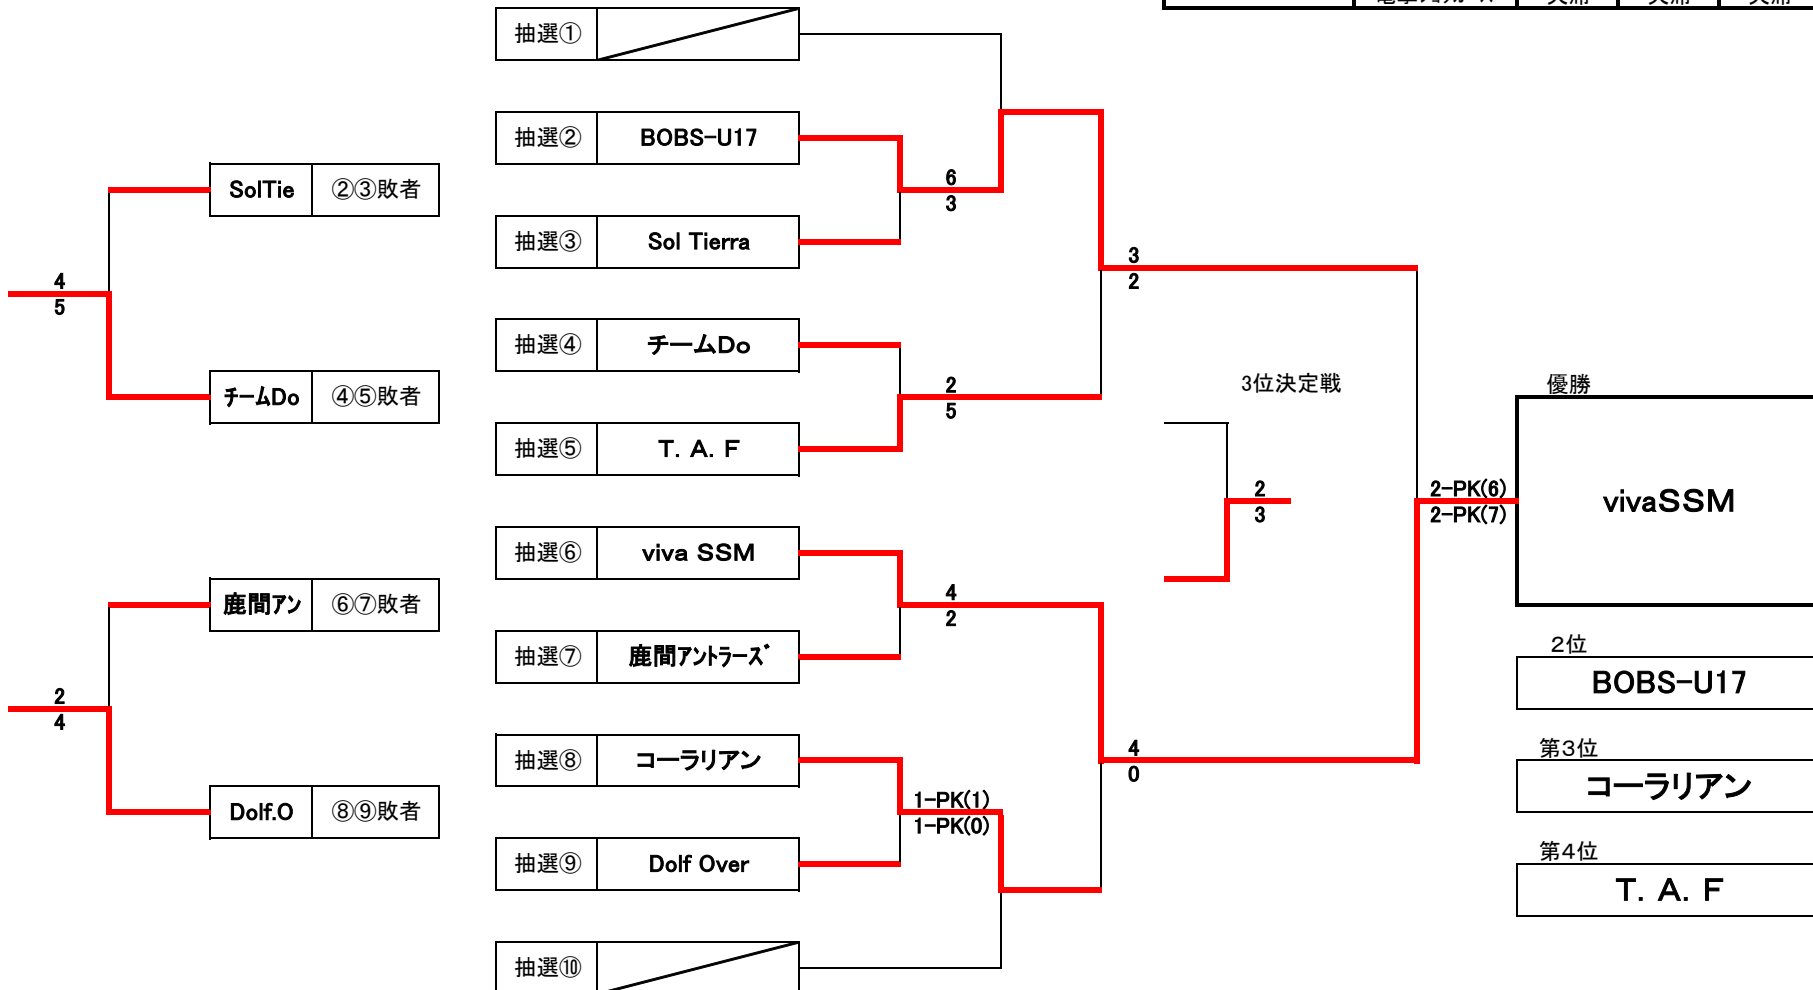 抽選①
抽選② BOBS-U17
SolTie ②③敗者
6
3
抽選③ Sol Tierra
4
5
3
2
抽選④ チームDo
チームDo ④⑤敗者
2
5
3位決定戦
優勝
抽選⑤ T. A. F
2
3
2-PK(6)
2-PK(7)
vivaSSM
抽選⑥ viva SSM
鹿間アン ⑥⑦敗者
4
2
抽選⑦ 鹿間アントラーズ
2位
BOBS-U17
2
4
抽選⑧ コーラリアン
4
0
第3位
コーラリアン
Dolf.O ⑧⑨敗者
1-PK(1)
1-PK(0)
抽選⑨ Dolf Over
第4位
T. A. F
抽選⑩